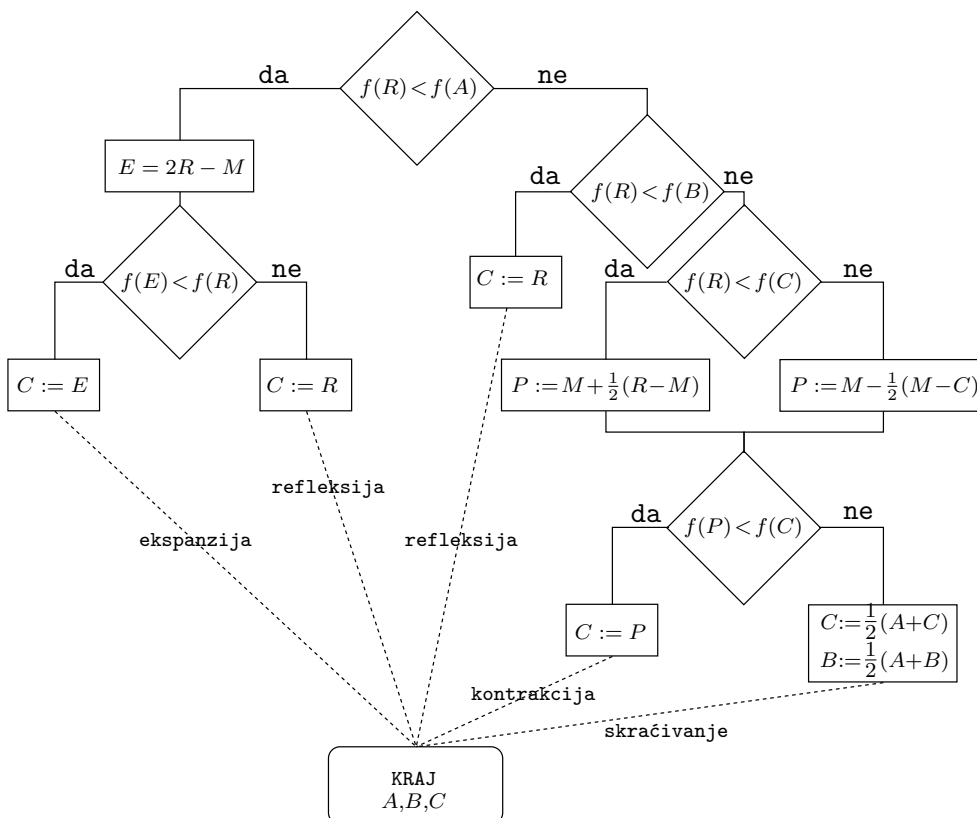 f(R)<f(A)
da
ne
E = 2R − M
f(R)<f(B)
da
ne
f(E)<f(R)
da
ne
C := R
f(R)<f(C)
da
ne
C := E
C := R
P := M + 1/2(R−M)
P := M − 1/2(M−C)
refleksija
ekspanzija
refleksija
f(P)<f(C)
da
ne
C := P
C:=1/2(A+C)
B:=1/2(A+B)
kontrakcija
skraćivanje
KRAJ
A,B,C